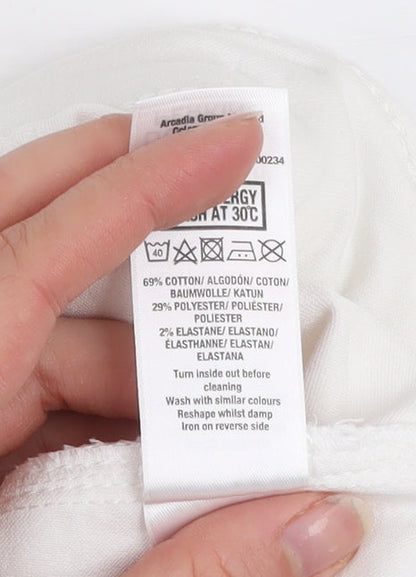 Arcadia Group
00234
AT 30°C
40
69% COTTON/ ALGODÓN/ COTON/
BAUMWOLLE/ KATUN
29% POLYESTER/ POLIÉSTER/
POLIESTER
2% ELASTANE/ ELASTANO/
ÉLASTHANNE/ ELASTAN/
ELASTANA
Turn inside out before
cleaning
Wash with similar colours
Reshape whilst damp
Iron on reverse side